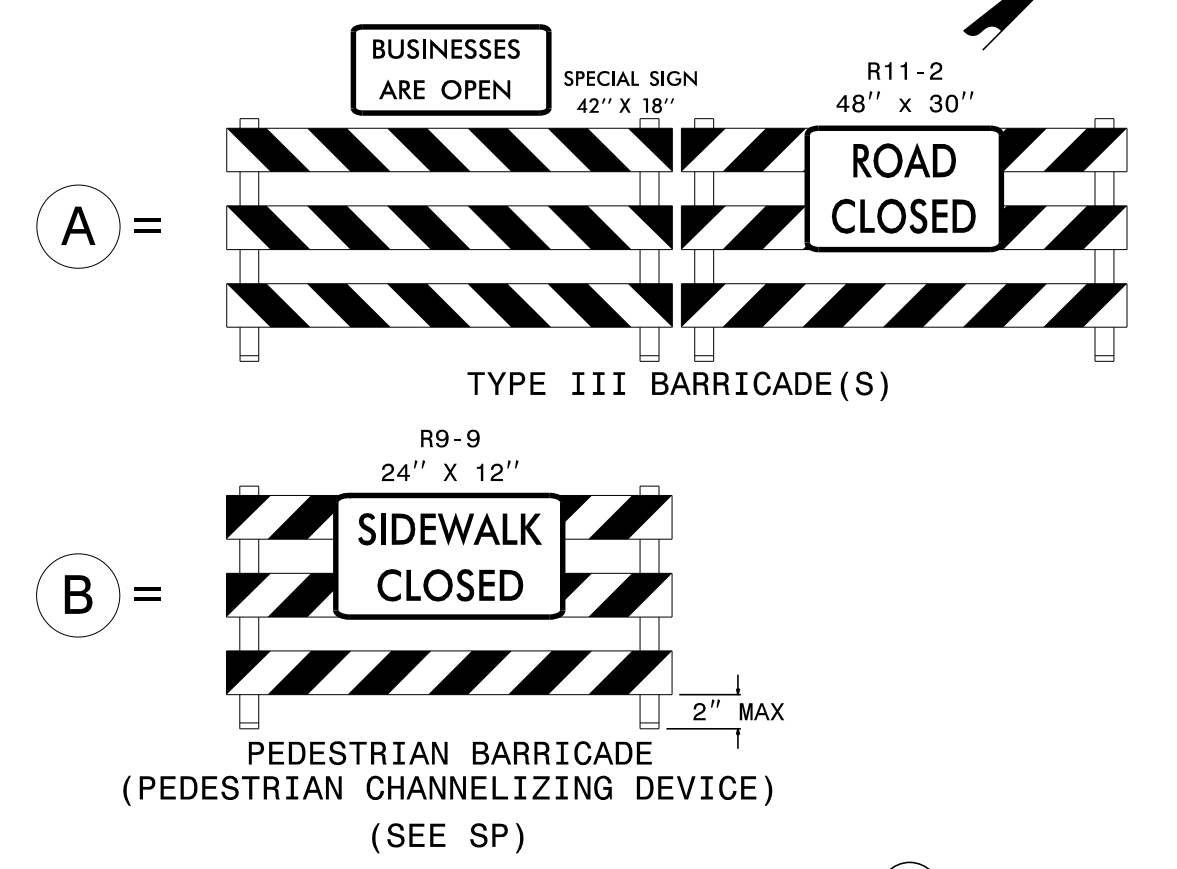 BUSINESSES
ARE OPEN
SPECIAL SIGN
42" X 18"
R11-2
48" x 30"
ROAD
CLOSED
A =
TYPE III BARRICADE(S)
R9-9
24" X 12"
SIDEWALK
CLOSED
B =
2" MAX
PEDESTRIAN BARRICADE
(PEDESTRIAN CHANNELIZING DEVICE)
(SEE SP)